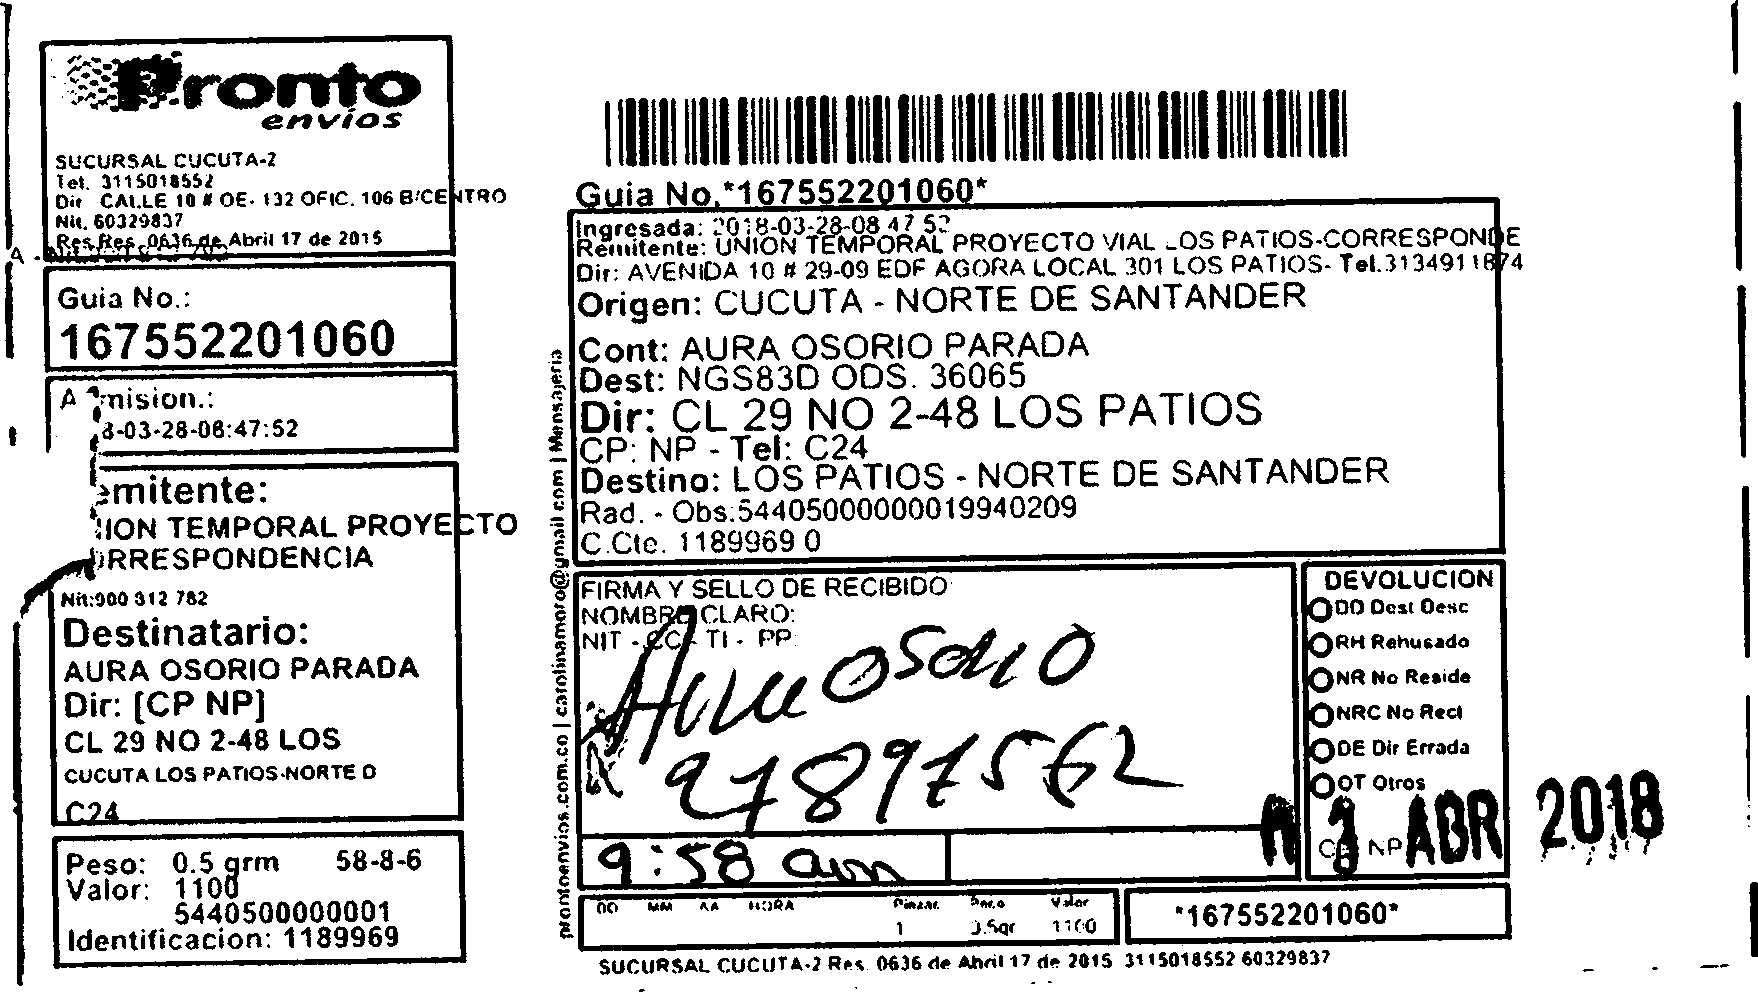 Pronto
envíos
SUCURSAL CUCUTA-2
Tel. 3115018552
Dir CALLE 10 # OE- 132 OFIC. 106 B/CENTRO
Nit. 60329837
Res.Res. 0636 de Abril 17 de 2015
Guia No.:
167552201060
mision.:
8-03-28-08:47:52
emitente:
ION TEMPORAL PROYECTO
RRESPONDENCIA
Nit:900 312 782
Destinatario:
AURA OSORIO PARADA
Dir: [CP NP]
CL 29 NO 2-48 LOS
CUCUTA LOS PATIOS-NORTE D
C24
Peso: 0.5 grm 58-8-6
Valor: 1100
5440500000001
Identificacion: 1189969
prontoenvios.com.co | carolinamoro@gmail.com | Mensajeria
Guia No.*167552201060*
Ingresada: 2018-03-28-08 47 52
Remitente: UNION TEMPORAL PROYECTO VIAL LOS PATIOS-CORRESPONDE
Dir: AVENIDA 10 # 29-09 EDF AGORA LOCAL 301 LOS PATIOS- Tel.3134911874
Origen: CUCUTA - NORTE DE SANTANDER
Cont: AURA OSORIO PARADA
Dest: NGS83D ODS. 36065
Dir: CL 29 NO 2-48 LOS PATIOS
CP: NP - Tel: C24
Destino: LOS PATIOS - NORTE DE SANTANDER
Rad. - Obs:54405000000019940209
C.Cte. 1189969 0
FIRMA Y SELLO DE RECIBIDO
NOMBRE CLARO:
NIT - CC- TI - PP
Aura OSORIO
27897562
9:58 am
DEVOLUCION
DD Dest Desc
RH Rehusado
NR No Reside
NRC No Recl
DE Dir Errada
OT Otros
NP
3 ABR 2018
DD MM AA HORA Piezas Peso Valor
1 0.5gr 1100
*167552201060*
SUCURSAL CUCUTA-2 Res. 0636 de Abril 17 de 2015 3115018552 60329837